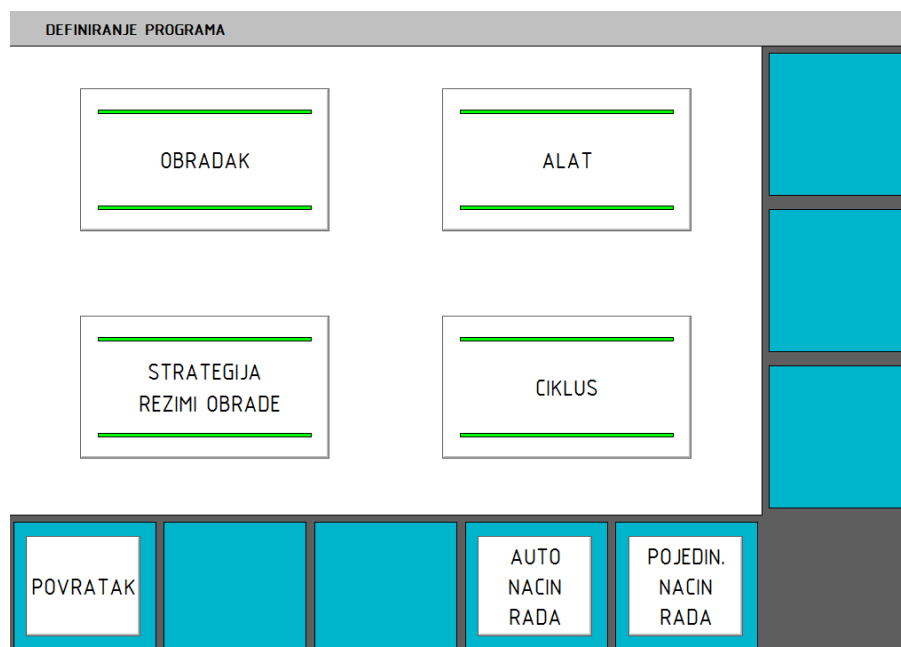 DEFINIRANJE PROGRAMA
OBRADAK
ALAT
STRATEGIJA
REZIMI OBRADE
CIKLUS
POVRATAK
AUTO
NACIN
RADA
POJEDIN.
NACIN
RADA